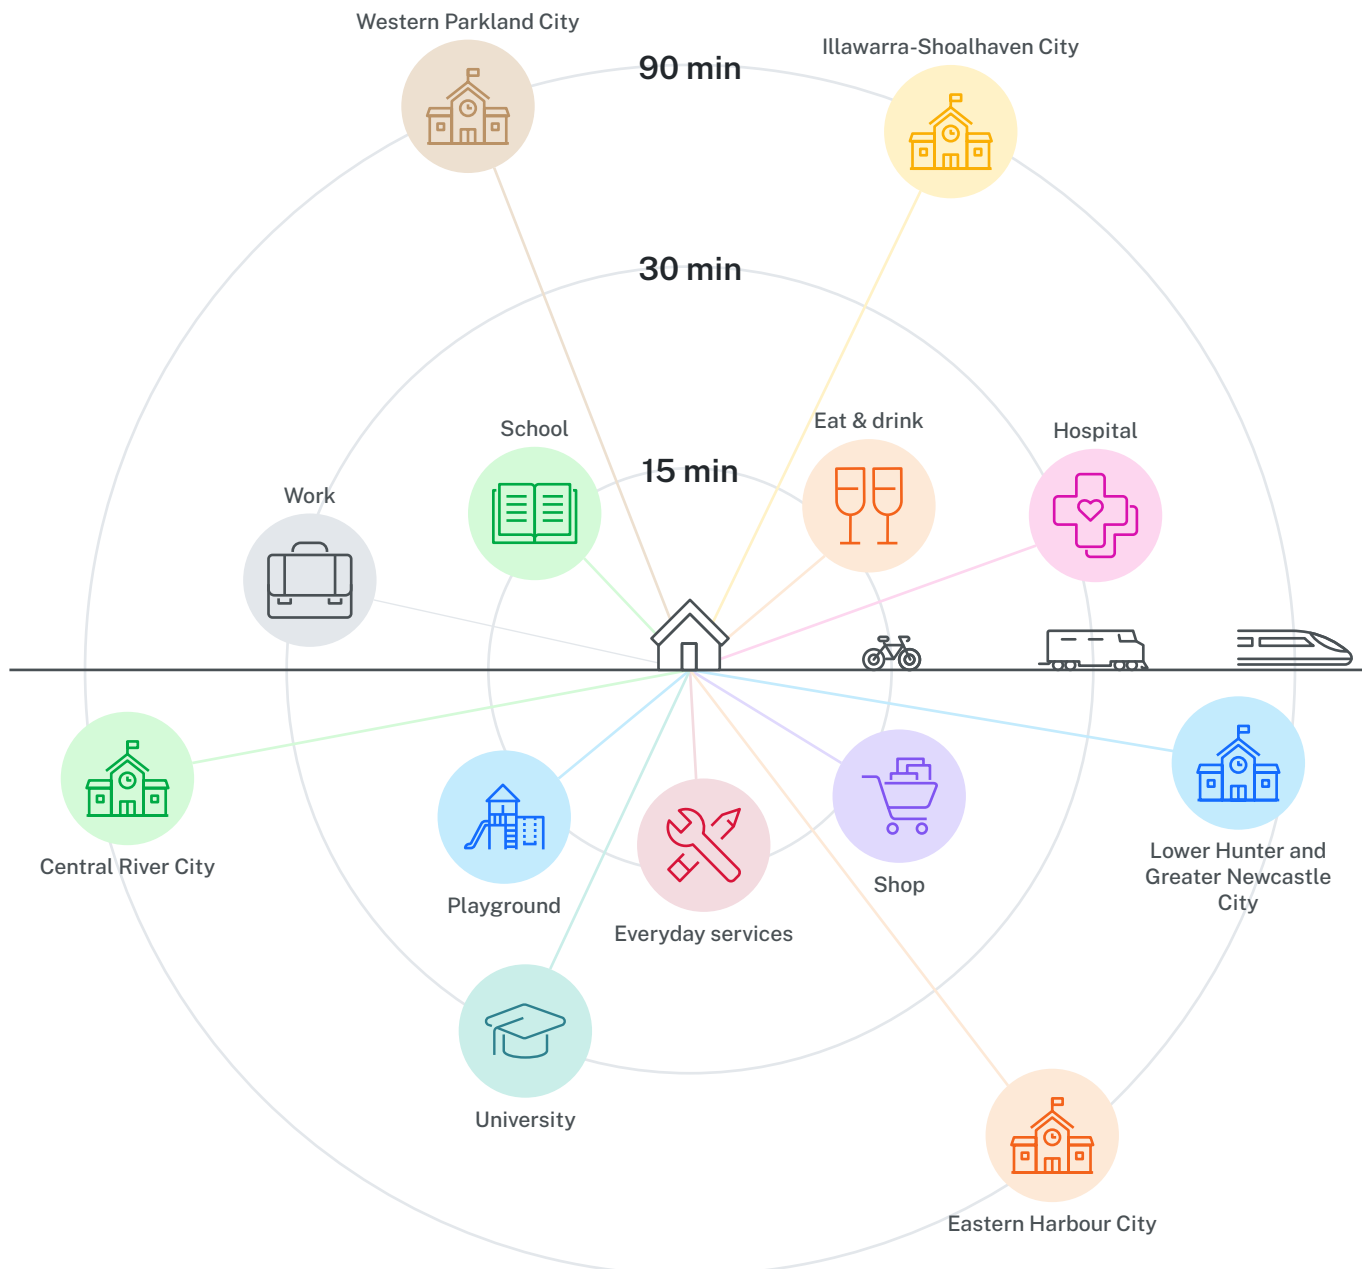 Western Parkland City
Illawarra-Shoalhaven City
90 min
30 min
Eat & drink
School
Hospital
15 min
Work
Central River City
Lower Hunter and
Greater Newcastle
City
Shop
Playground
Everyday services
University
Eastern Harbour City